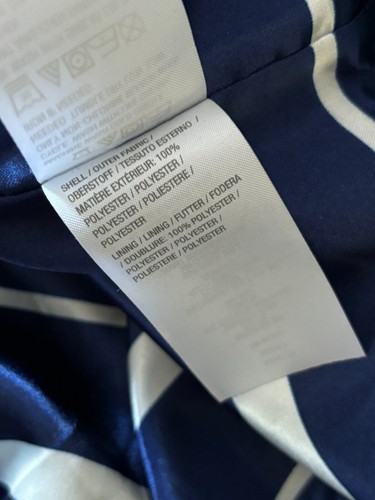 SHELL / OUTER FABRIC /
OBERSTOFF / TESSUTO ESTERNO /
MATIÈRE EXTÉRIEUR: 100%
POLYESTER / POLYESTER /
POLYESTER / POLIESTERE /
POLYESTER
LINING / LINING / FUTTER / FODERA
/ DOUBLURE: 100% POLYESTER /
POLYESTER / POLYESTER /
POLIESTERE / POLYESTER